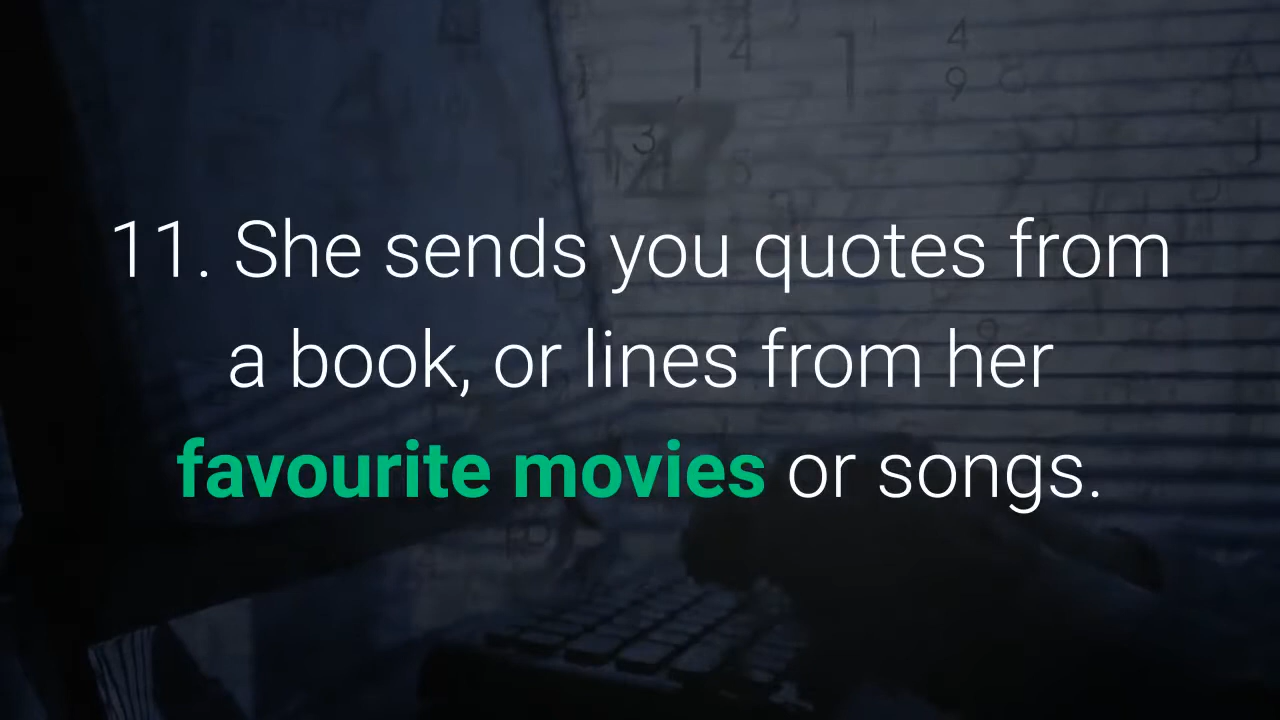 11. She sends you quotes from
a book, or lines from her
favourite movies or songs.